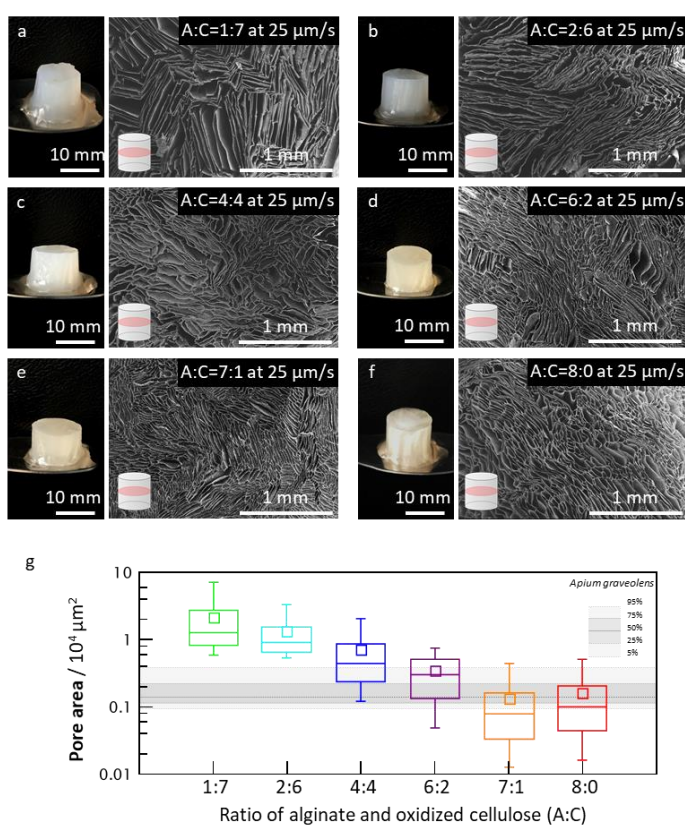 a
A:C=1:7 at 25 µm/s
10 mm
1 mm
b
A:C=2:6 at 25 µm/s
10 mm
1 mm
c
A:C=4:4 at 25 µm/s
10 mm
1 mm
d
A:C=6:2 at 25 µm/s
10 mm
1 mm
e
A:C=7:1 at 25 µm/s
10 mm
1 mm
f
A:C=8:0 at 25 µm/s
10 mm
1 mm
g
Pore area / 10⁴ µm²
10
1
0.1
0.01
Apium graveolens
95%
75%
50%
25%
5%
1:7 2:6 4:4 6:2 7:1 8:0
Ratio of alginate and oxidized cellulose (A:C)